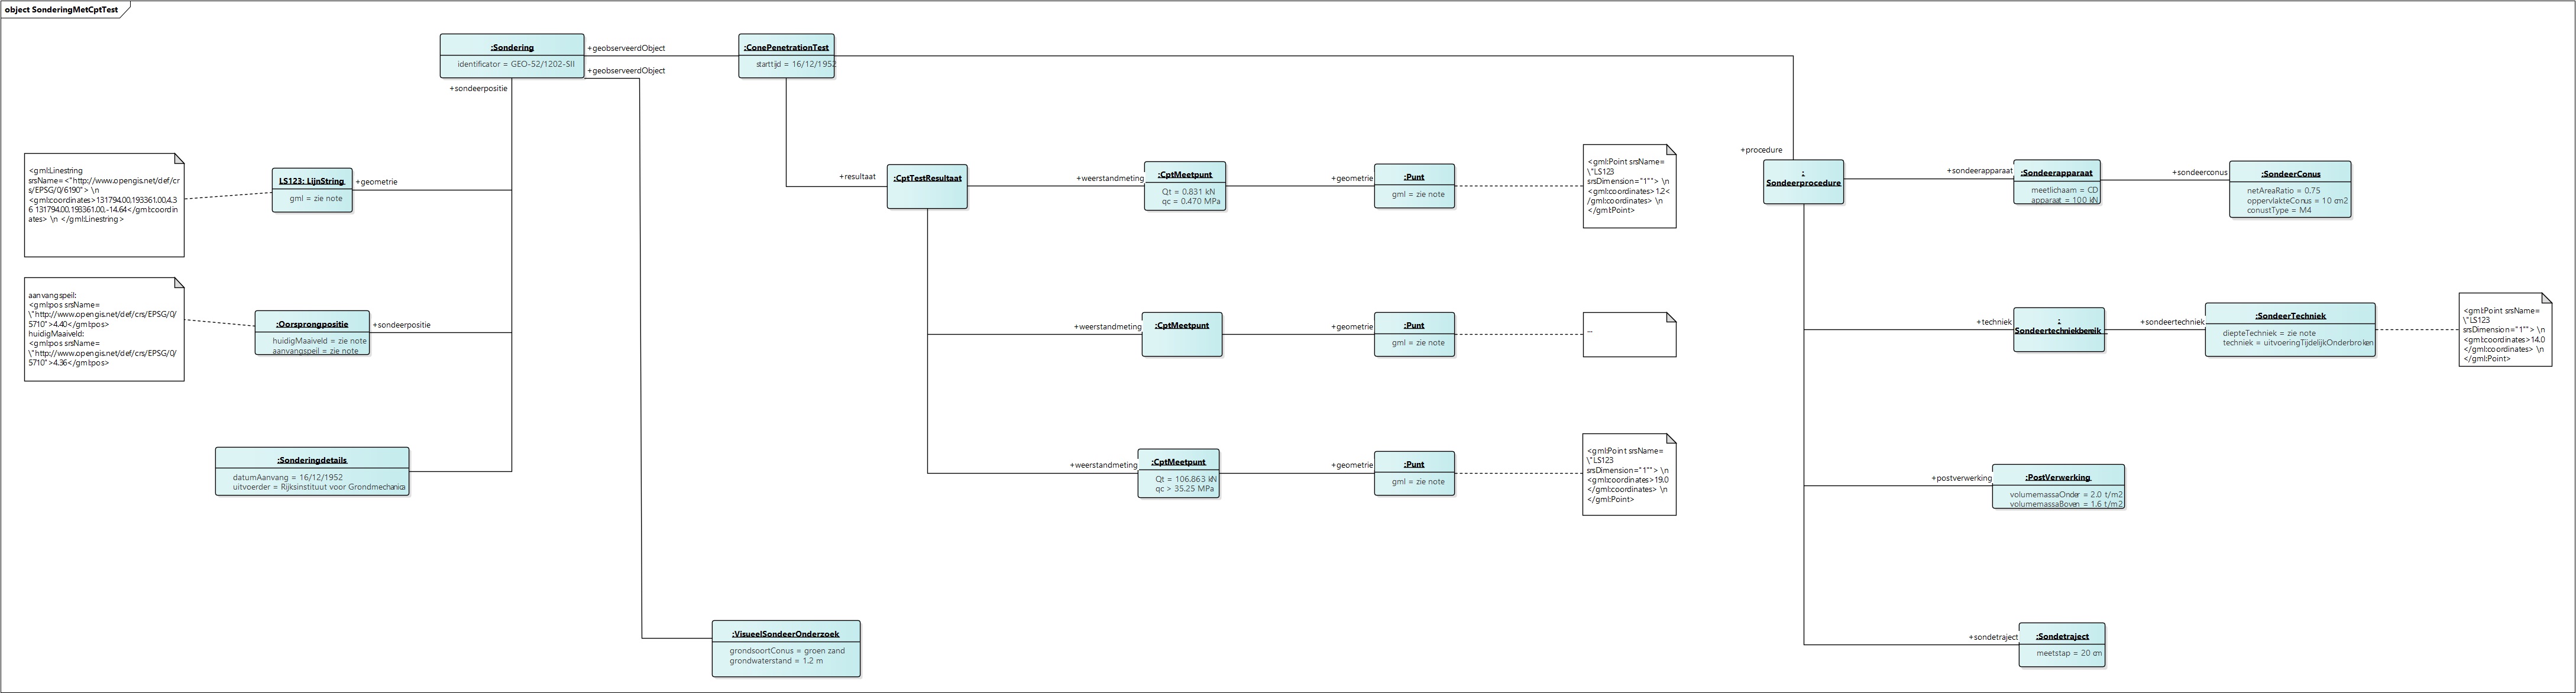 object SonderingMetCptTest
:Sondering
identificator = GEO-52/1202-SII
+geobserveerdObject
+geobserveerdObject
+sondeerpositie
:ConePenetrationTest
starttijd = 16/12/1952
<gml:Linestring
srsName=<"http://www.opengis.net/def/cr
s/EPSG/0/6190"> \n
<gml:coordinates>131794.00,193361.00,4.3
6 131794.00,193361.00,-14.64</gml:coordin
ates> \n </gml:Linestring>
LS123: LijnString
gml = zie note
+geometrie
aanvangspeil:
<gml:pos srsName=
\"http://www.opengis.net/def/crs/EPSG/0/
5710">4.40</gml:pos>
huidigMaaiveld:
<gml:pos srsName=
\"http://www.opengis.net/def/crs/EPSG/0/
5710">4.36</gml:pos>
:Oorsprongpositie
huidigMaaiveld = zie note
aanvangspeil = zie note
+sondeerpositie
:Sonderingdetails
datumAanvang = 16/12/1952
uitvoerder = Rijksinstituut voor Grondmechanica
:VisueelSondeerOnderzoek
grondsoortConus = groen zand
grondwaterstand = 1.2 m
+resultaat
:CptTestResultaat
+weerstandmeting
:CptMeetpunt
Qt = 0.831 kN
qc = 0.470 MPa
+geometrie
:Punt
gml = zie note
<gml:Point srsName=
\"LS123
srsDimension="1""> \n
<gml:coordinates>1.2<
/gml:coordinates> \n
</gml:Point>
+weerstandmeting
:CptMeetpunt
+geometrie
:Punt
gml = zie note
...
+weerstandmeting
:CptMeetpunt
Qt = 106.863 kN
qc > 35.25 MPa
+geometrie
:Punt
gml = zie note
<gml:Point srsName=
\"LS123
srsDimension="1""> \n
<gml:coordinates>19.0
</gml:coordinates> \n
</gml:Point>
+procedure
:
Sondeerprocedure
+sondeerapparaat
:Sondeerapparaat
meetlichaam = CD
apparaat = 100 kN
+sondeerconus
:SondeerConus
netAreaRatio = 0.75
oppervlakteConus = 10 cm2
conustType = M4
+techniek
:
Sondeertechniekbereik
+sondeertechniek
:SondeerTechniek
diepteTechniek = zie note
techniek = uitvoeringTijdelijkOnderbroken
<gml:Point srsName=
\"LS123
srsDimension="1""> \n
<gml:coordinates>14.0
</gml:coordinates> \n
</gml:Point>
+postverwerking
:PostVerwerking
volumemassaOnder = 2.0 t/m2
volumemassaBoven = 1.6 t/m2
+sondetraject
:Sondetraject
meetstap = 20 cm